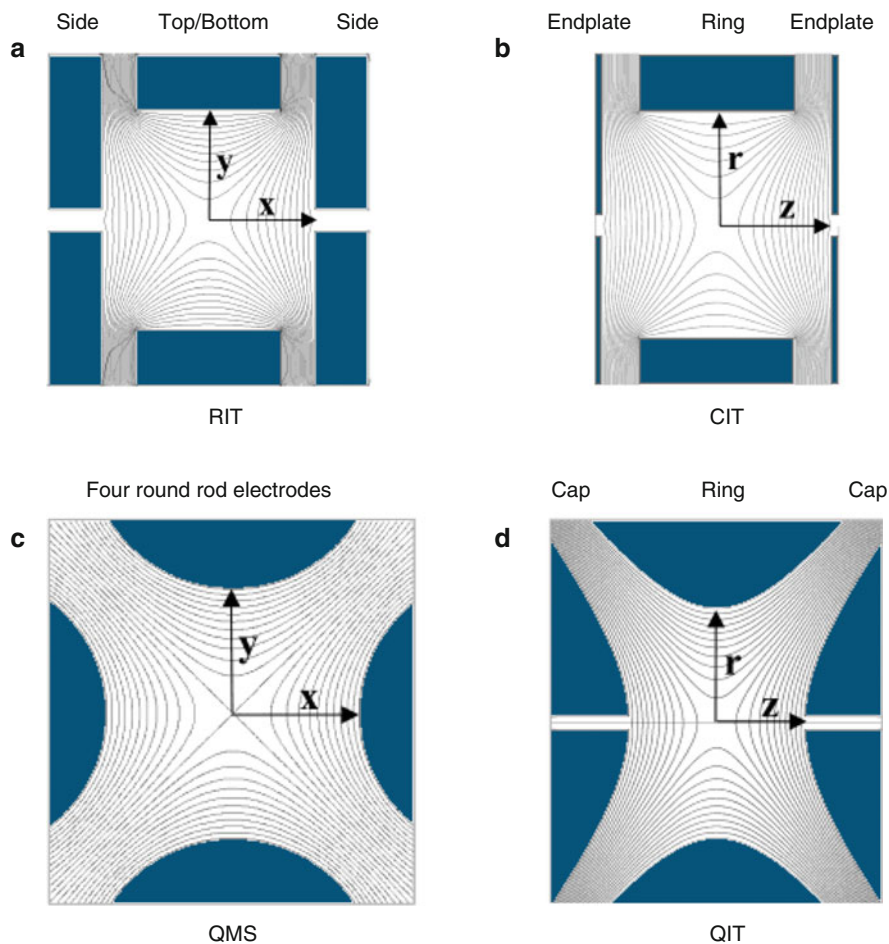 Side Top/Bottom Side
a
y
x
RIT
Endplate Ring Endplate
b
r
z
CIT
Four round rod electrodes
c
y
x
QMS
Cap Ring Cap
d
r
z
QIT